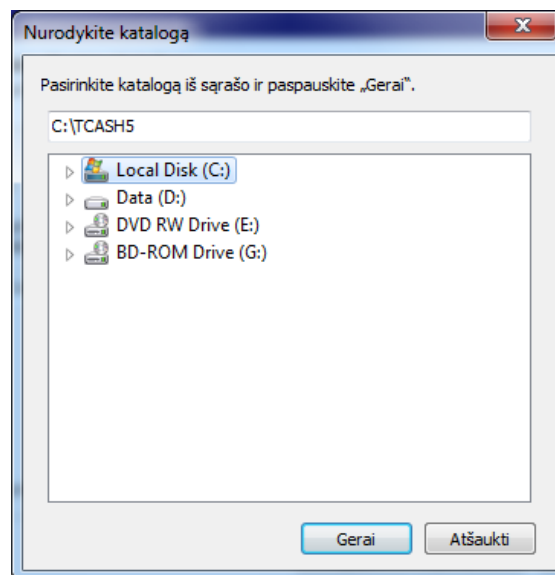 Nurodykite katalogą
Pasirinkite katalogą iš sąrašo ir paspauskite „Gerai“.
C:\TCASH5
Local Disk (C:)
Data (D:)
DVD RW Drive (E:)
BD-ROM Drive (G:)
Gerai
Atšaukti